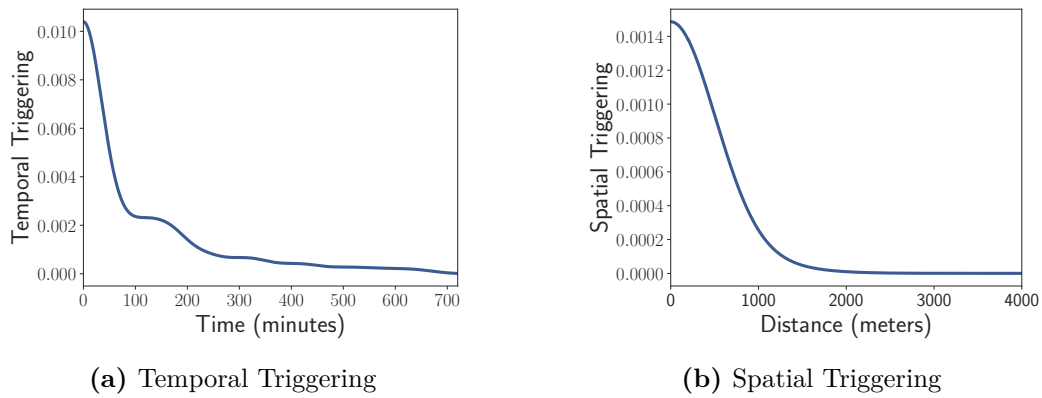 Temporal Triggering
0.010
0.008
0.006
0.004
0.002
0.000
0 100 200 300 400 500 600 700
Time (minutes)
(a) Temporal Triggering
Spatial Triggering
0.0014
0.0012
0.0010
0.0008
0.0006
0.0004
0.0002
0.0000
0 1000 2000 3000 4000
Distance (meters)
(b) Spatial Triggering